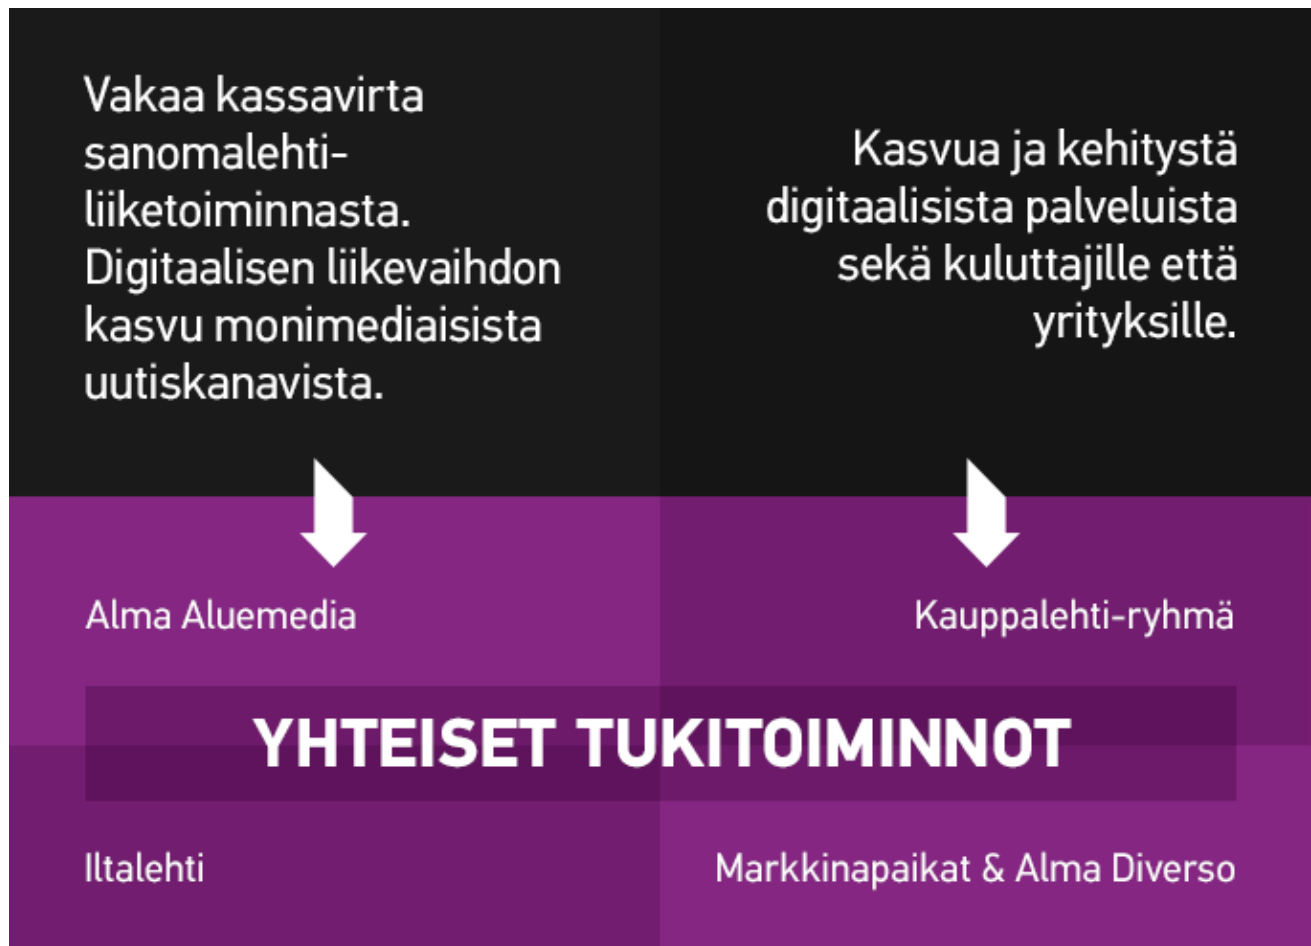 Vakaa kassavirta
sanomalehti-
liiketoiminnasta.
Digitaalisen liikevaihdon
kasvu monimediaisista
uutiskanavista.
Kasvua ja kehitystä
digitaalisista palveluista
sekä kuluttajille että
yrityksille.
Alma Aluemedia
Kauppalehti-ryhmä
YHTEISET TUKITOIMINNOT
Iltalehti
Markkinapaikat & Alma Diverso